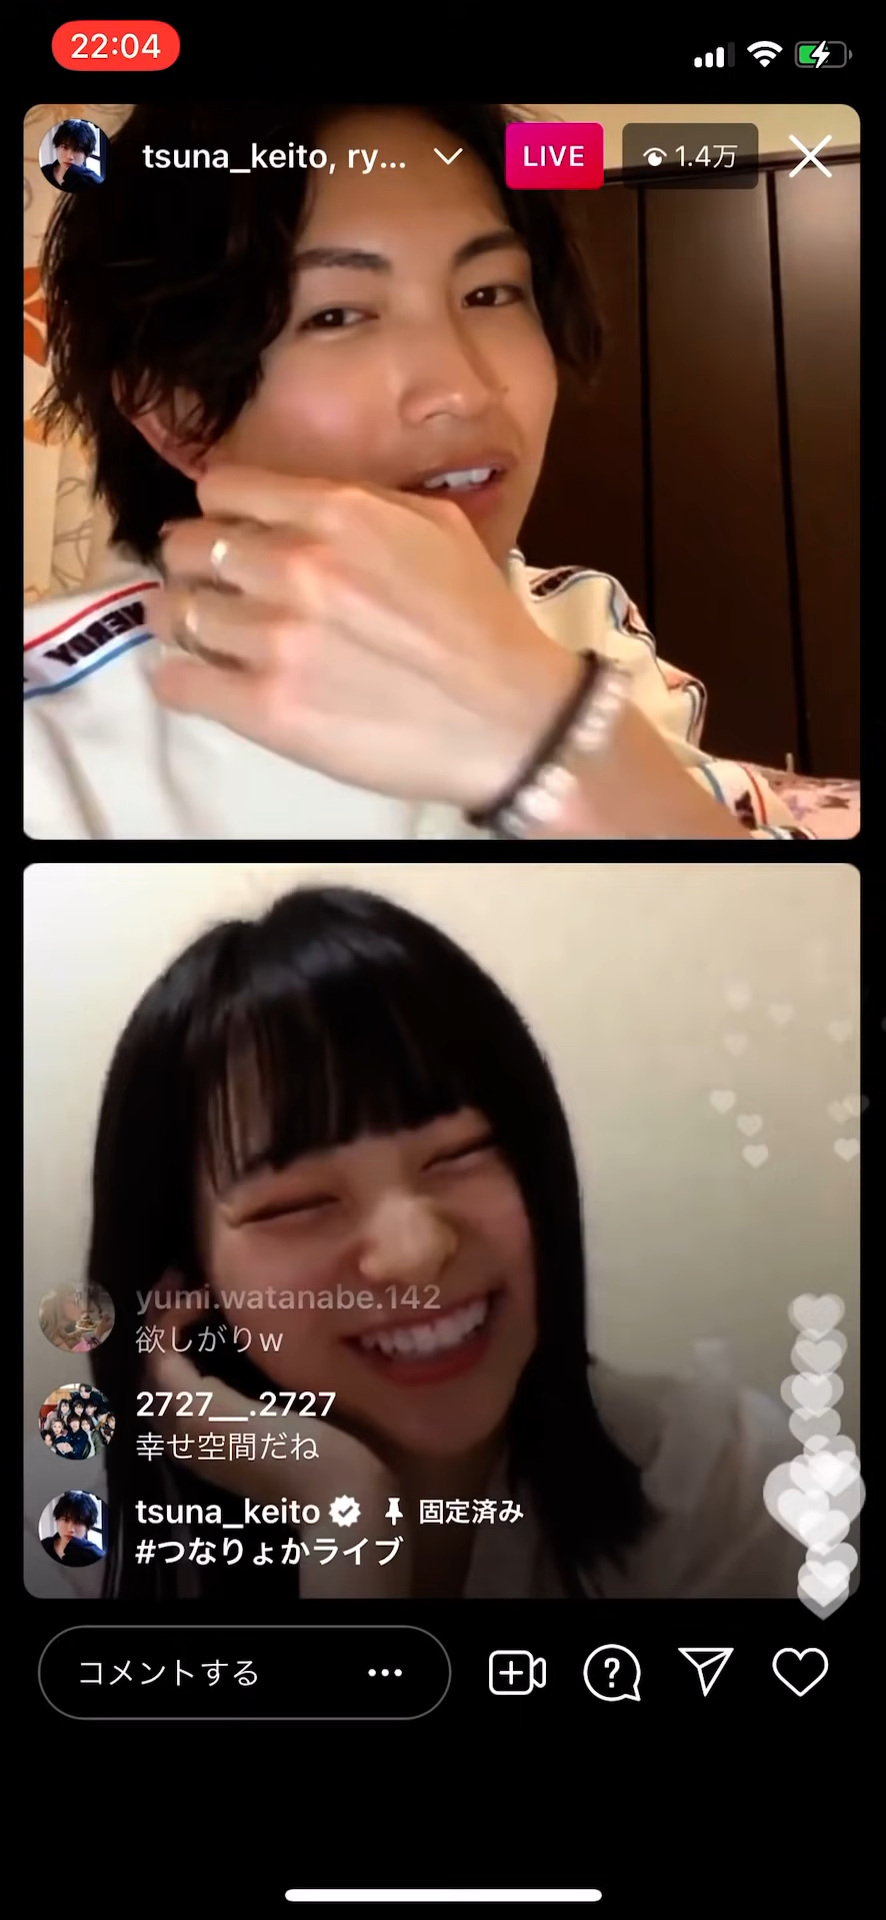 22:04
tsuna_keito, ry...
LIVE
1.4万
VERDY
yumi.watanabe.142
欲しがりw
2727__.2727
幸せ空間だね
tsuna_keito 固定済み
#つなりょかライブ
コメントする